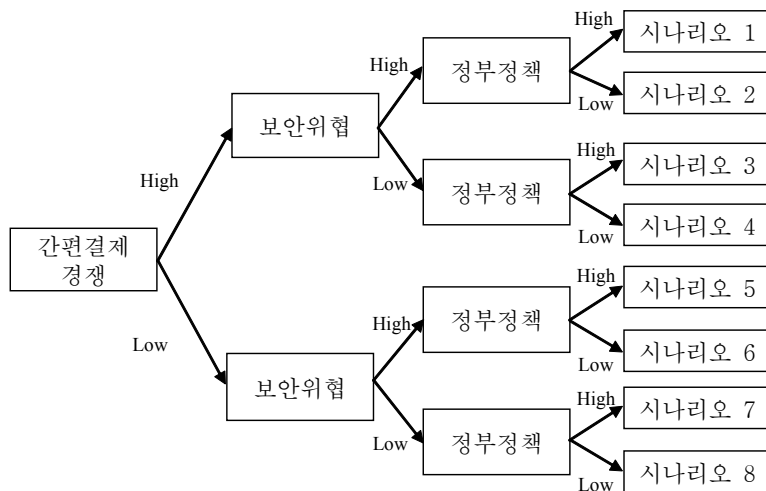 High
시나리오 1
High
정부정책
Low
시나리오 2
보안위협
High
시나리오 3
Low
정부정책
High
Low
시나리오 4
간편결제
경쟁
High
시나리오 5
High
정부정책
Low
Low
시나리오 6
보안위협
High
시나리오 7
Low
정부정책
Low
시나리오 8